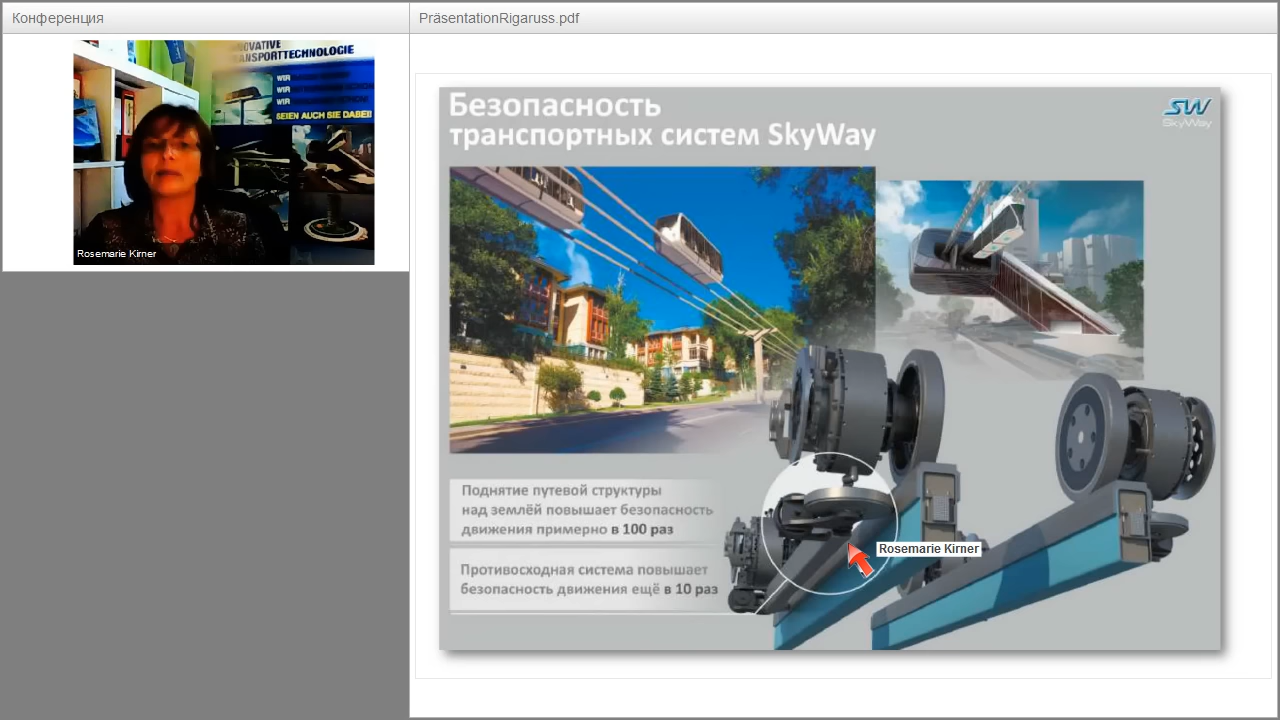 Конференция
PräsentationRigaruss.pdf
TRANSPORTTECHNOLOGIE
WIR
WIR
WIR
SEIEN AUCH SIE DABEI!
Rosemarie Kirner
Безопасность
транспортных систем SkyWay
SW
SkyWay
Поднятие путевой структуры
над землёй повышает безопасность
движения примерно в 100 раз
Противосходная система повышает
безопасность движения ещё в 10 раз
Rosemarie Kirner